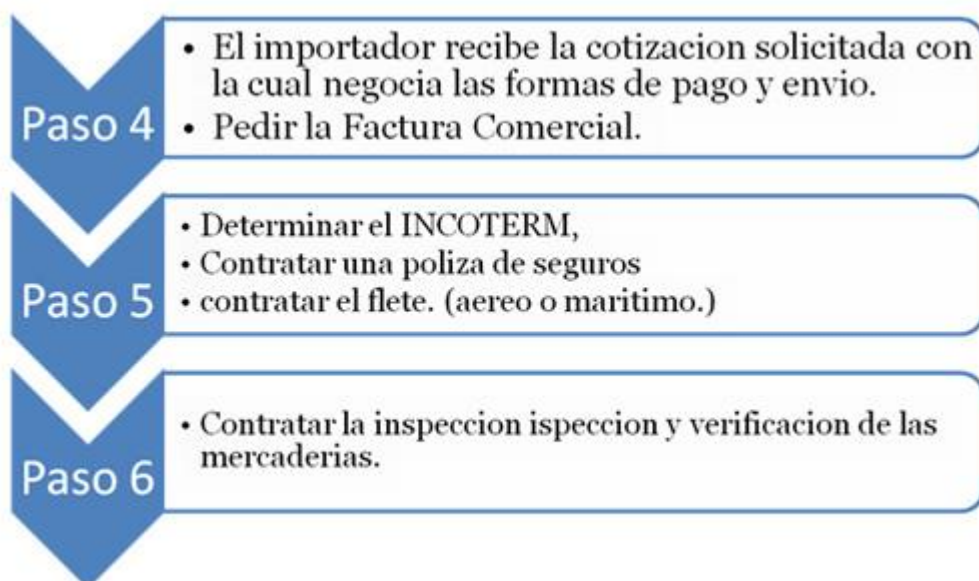 Paso 4
• El importador recibe la cotizacion solicitada con
la cual negocia las formas de pago y envio.
• Pedir la Factura Comercial.
Paso 5
• Determinar el INCOTERM,
• Contratar una poliza de seguros
• contratar el flete. (aereo o maritimo.)
Paso 6
• Contratar la inspeccion ispeccion y verificacion de las
mercaderias.